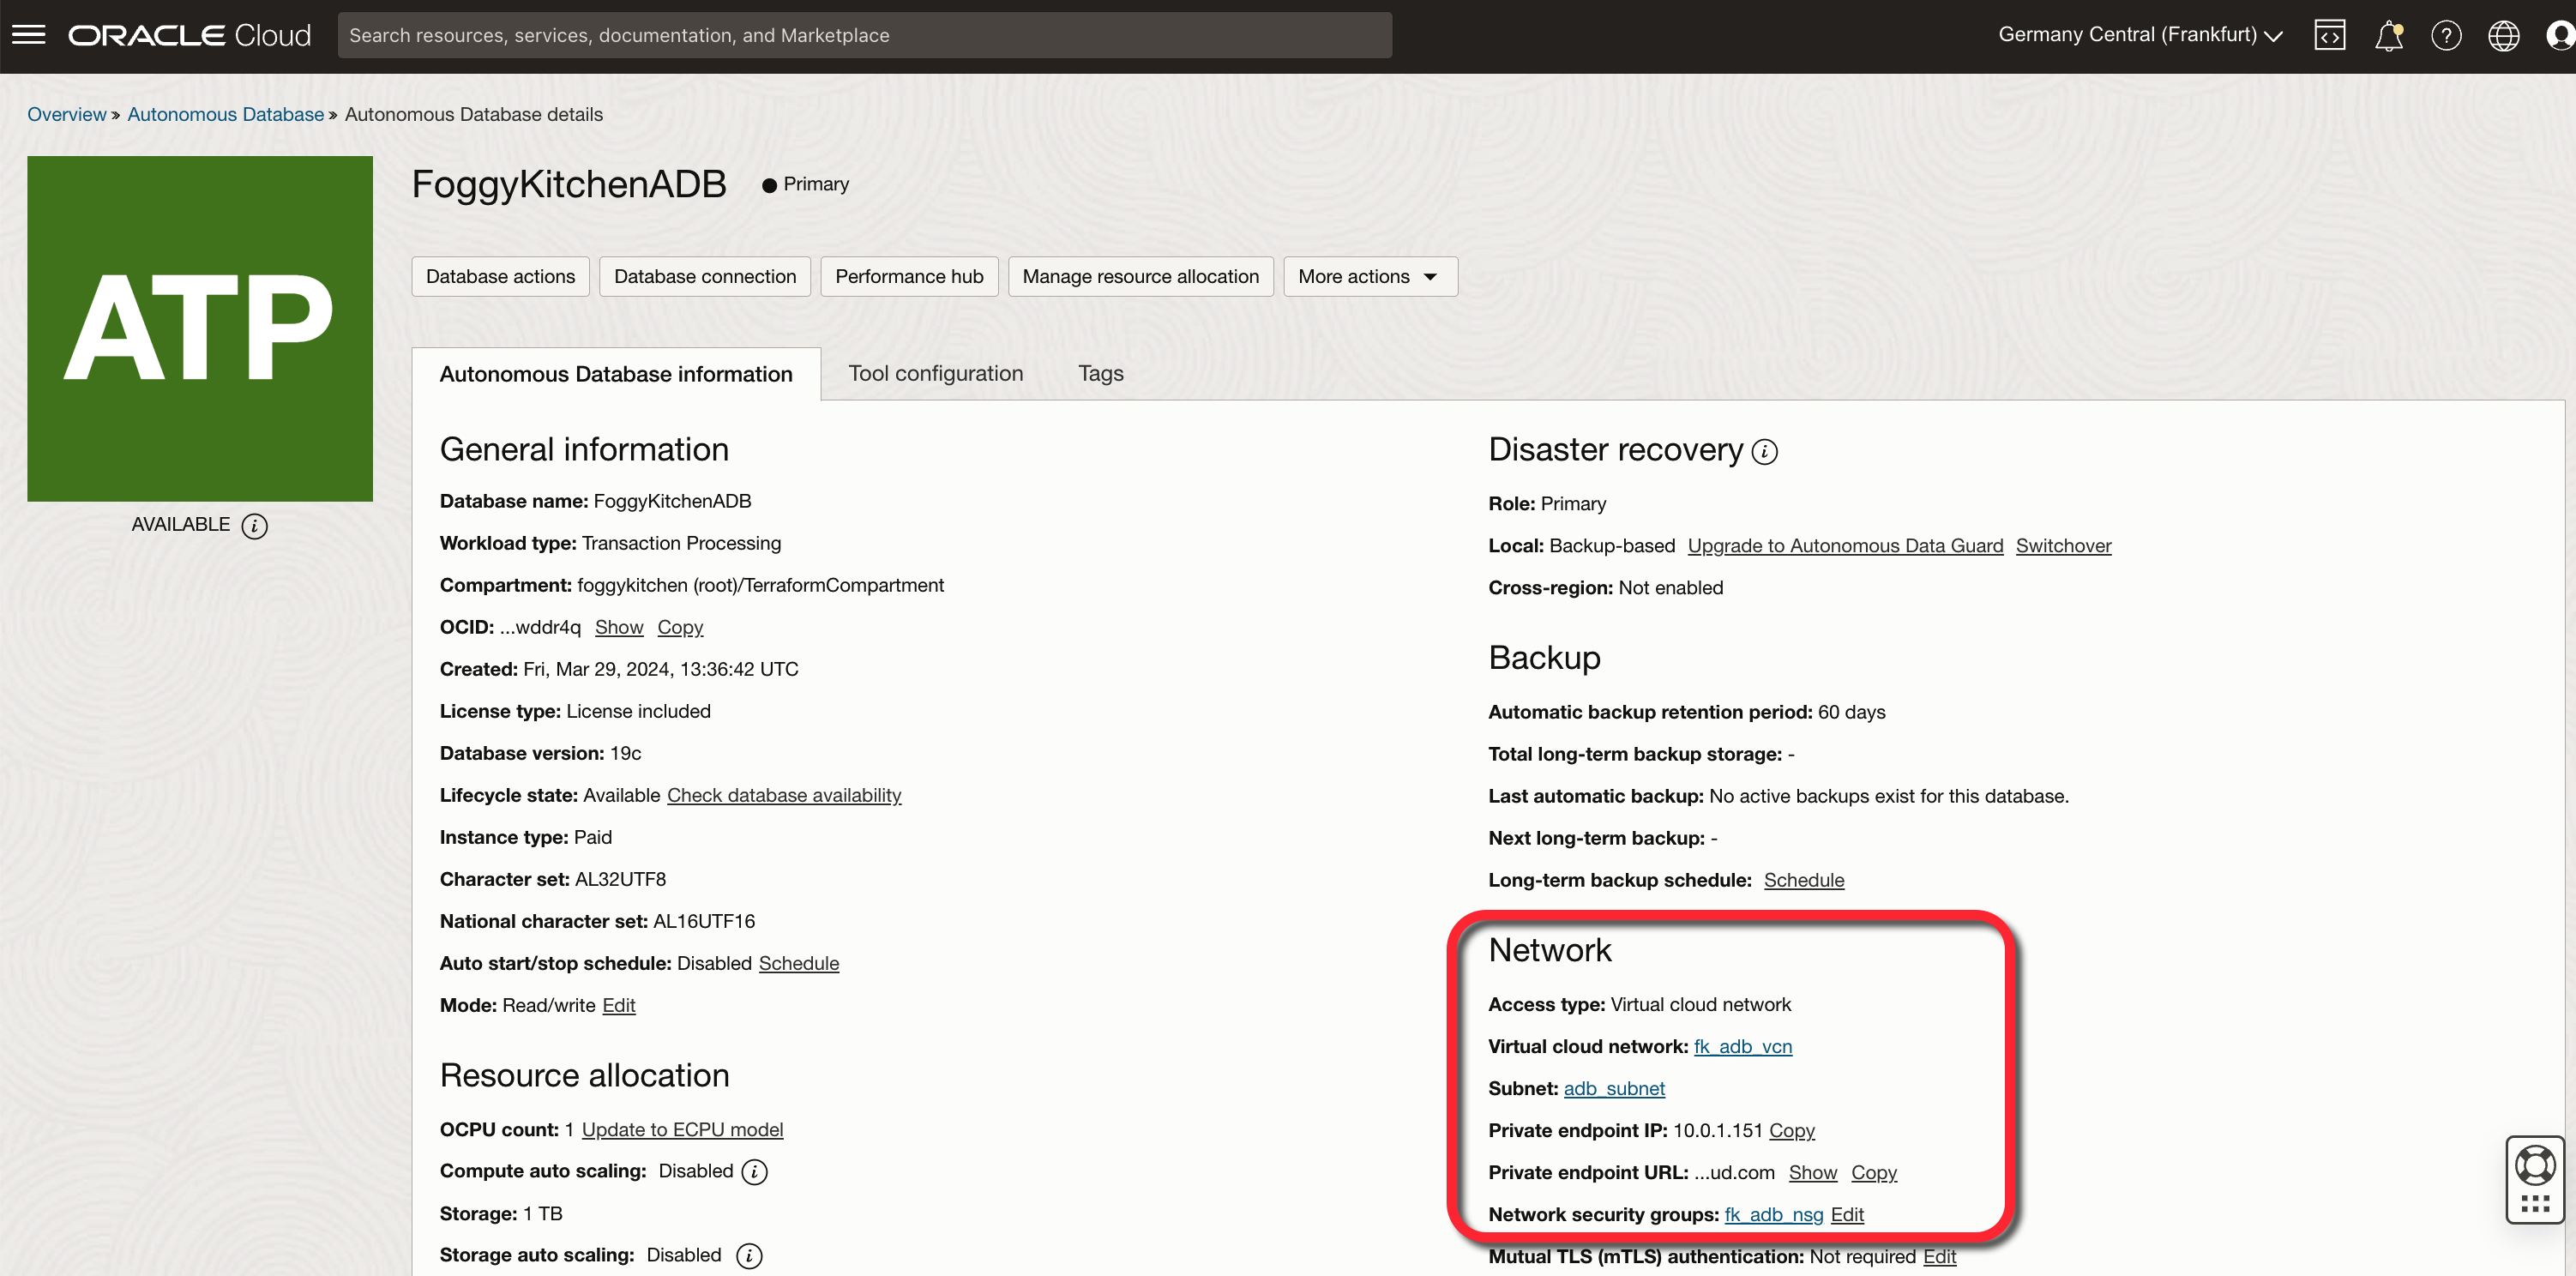 ORACLE Cloud
Search resources, services, documentation, and Marketplace
Germany Central (Frankfurt)
Overview » Autonomous Database » Autonomous Database details
ATP
AVAILABLE
FoggyKitchenADB
Primary
Database actions
Database connection
Performance hub
Manage resource allocation
More actions
Autonomous Database information
Tool configuration
Tags
General information
Database name: FoggyKitchenADB
Workload type: Transaction Processing
Compartment: foggykitchen (root)/TerraformCompartment
OCID: ...wddr4q Show Copy
Created: Fri, Mar 29, 2024, 13:36:42 UTC
License type: License included
Database version: 19c
Lifecycle state: Available Check database availability
Instance type: Paid
Character set: AL32UTF8
National character set: AL16UTF16
Auto start/stop schedule: Disabled Schedule
Mode: Read/write Edit
Resource allocation
OCPU count: 1 Update to ECPU model
Compute auto scaling: Disabled
Storage: 1 TB
Storage auto scaling: Disabled
Disaster recovery
Role: Primary
Local: Backup-based Upgrade to Autonomous Data Guard Switchover
Cross-region: Not enabled
Backup
Automatic backup retention period: 60 days
Total long-term backup storage: -
Last automatic backup: No active backups exist for this database.
Next long-term backup: -
Long-term backup schedule: Schedule
Network
Access type: Virtual cloud network
Virtual cloud network: fk_adb_vcn
Subnet: adb_subnet
Private endpoint IP: 10.0.1.151 Copy
Private endpoint URL: ...ud.com Show Copy
Network security groups: fk_adb_nsg Edit
Mutual TLS (mTLS) authentication: Not required Edit